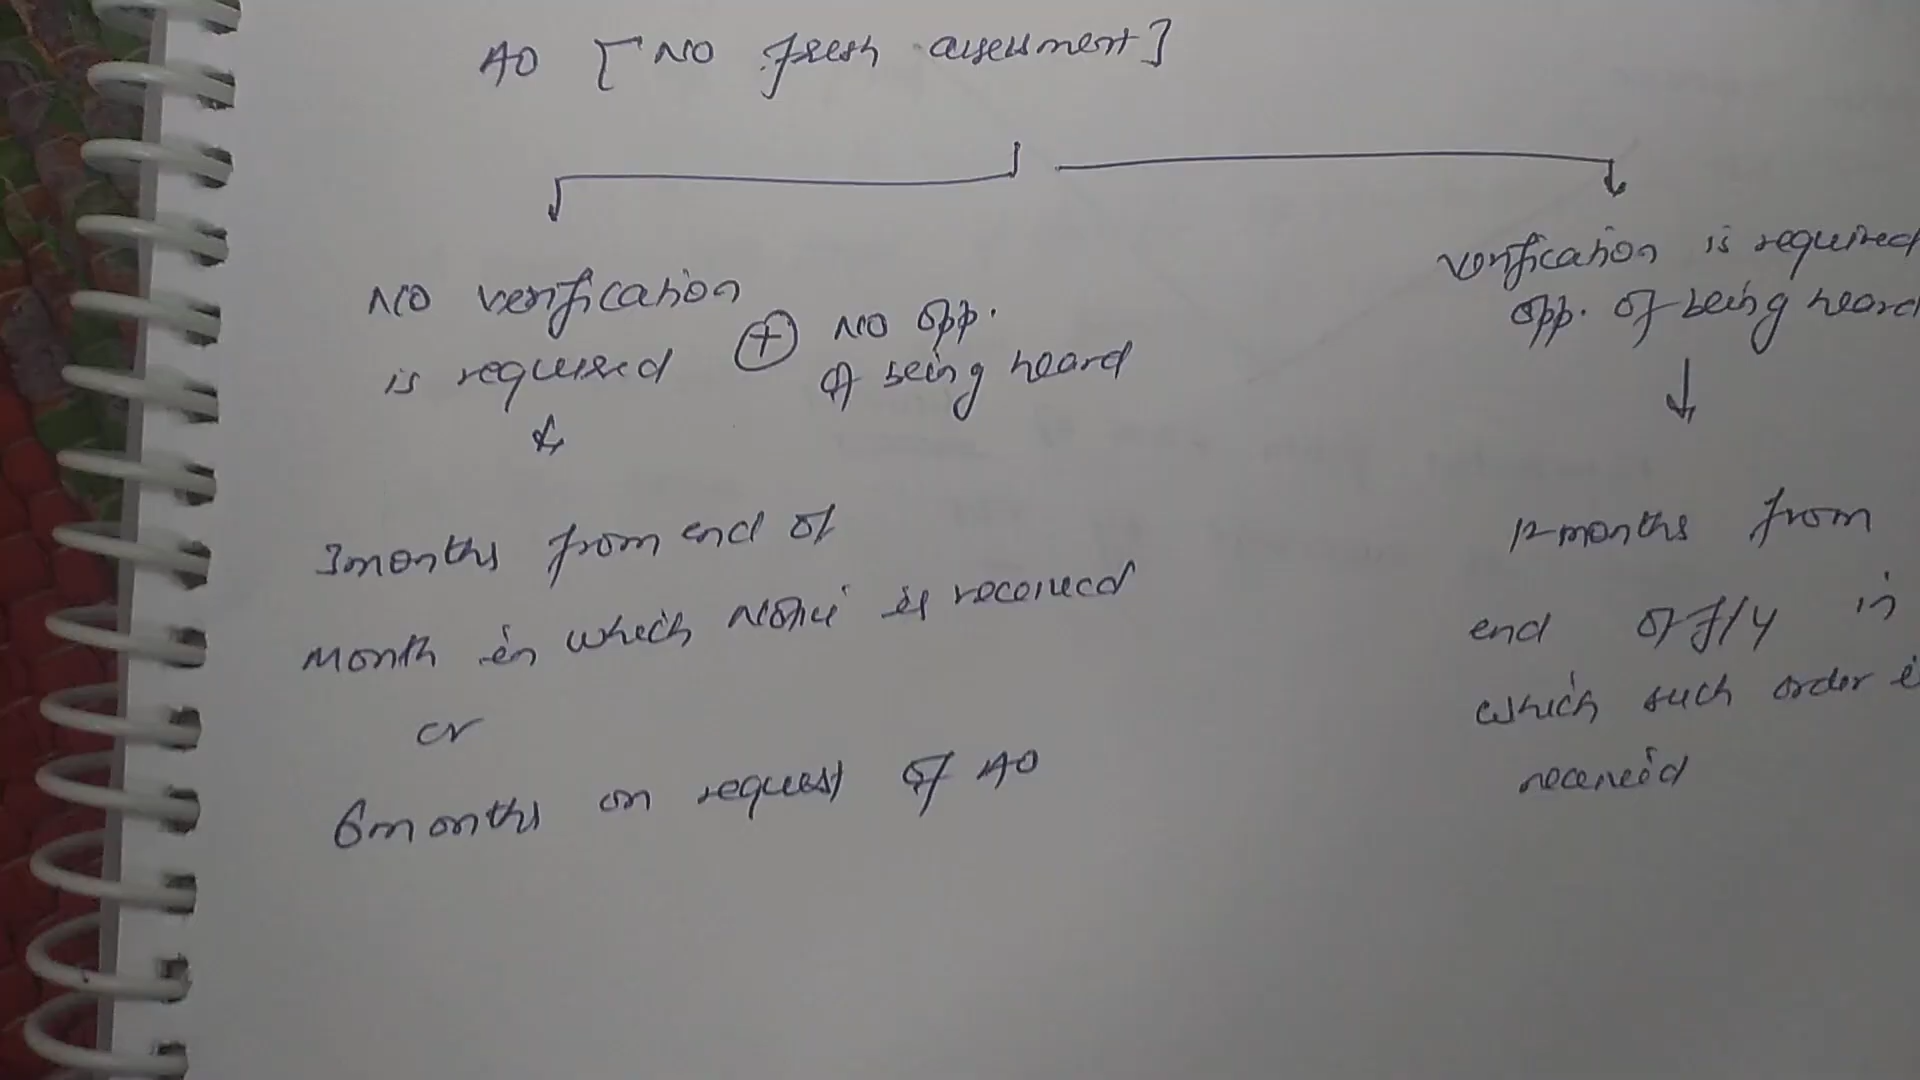 AO [NO fresh assessment]
NO verification
is required
+ NO opp.
of being heard
3months from end of
month in which Notice is received
or
6months on request of AO
verification is required
opp. of being heard
↓
12 months from
end of f/y in
which such order i
received